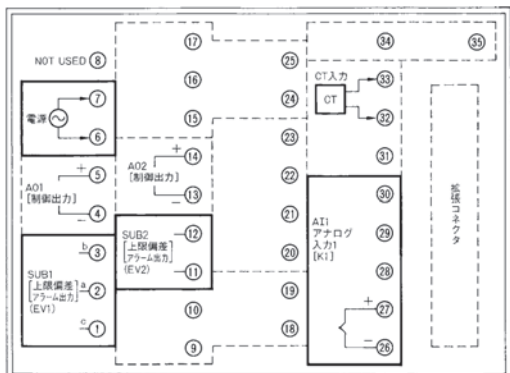 ⑰
㉞
㉟
NOT USED ⑧
㉕
CT入力
㉝
⑯
⑦
CT
㉔
電源
⑮
㉜
⑥
㉓
+
⑭
㉛
+
⑤
AO2
[制御出力]
㉒
AO1
[制御出力]
−
⑬
㉚
−
④
㉑
AI1
アナログ
入力1
[K1]
SUB2
上限偏差
アラーム出力
(EV2)
⑫
㉙
b
③
⑪
⑳
㉘
SUB1
上限偏差
アラーム出力
(EV1)
a
②
⑲
+
㉗
⑩
c
①
⑱
−
㉖
⑨
拡張コネクタ